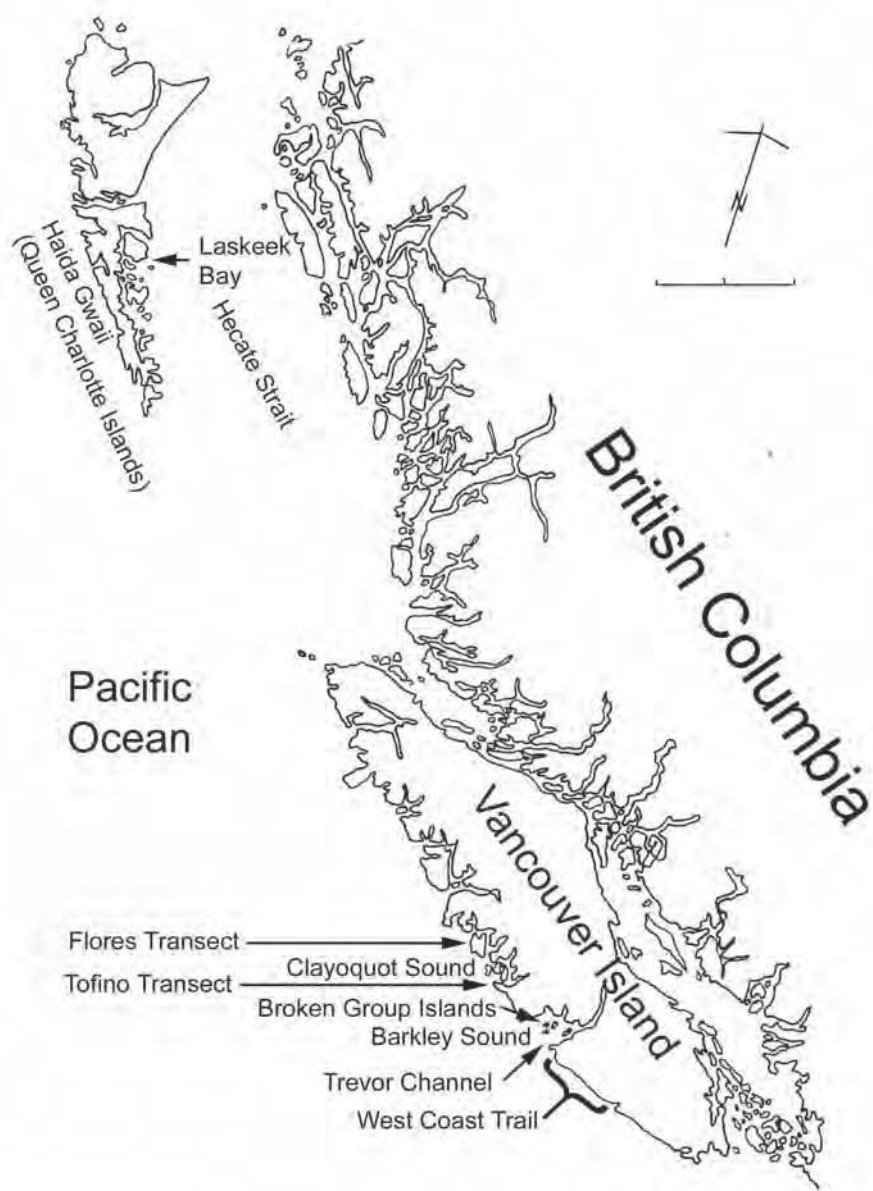 N
Laskeek
Bay
Haida Gwaii
(Queen Charlotte Islands)
Hecate Strait
British Columbia
Pacific
Ocean
Vancouver Island
Flores Transect
Clayoquot Sound
Tofino Transect
Broken Group Islands
Barkley Sound
Trevor Channel
West Coast Trail